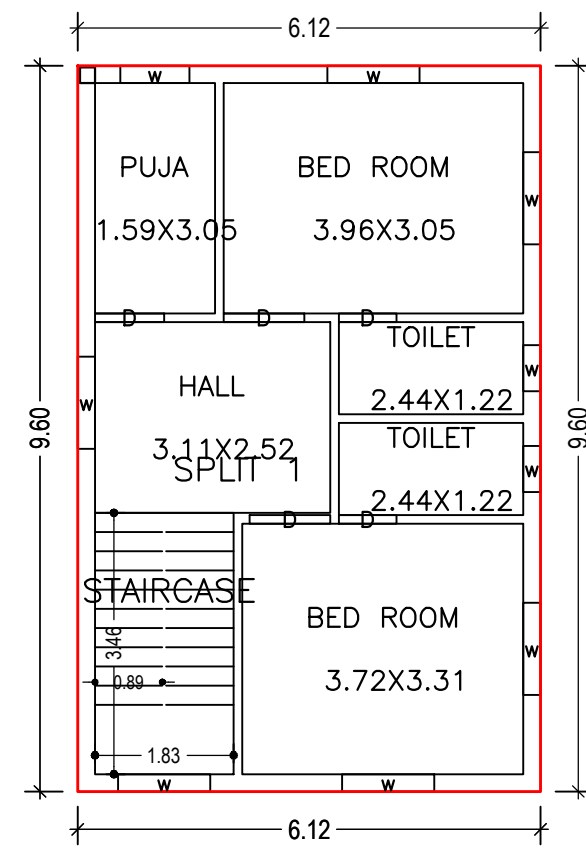 6.12
W W
PUJA BED ROOM
1.59X3.05 3.96X3.05
W
D D D
TOILET
W
HALL
2.44X1.22
W
9.60 9.60
TOILET
3.11X2.52
SPLIT 1
W
2.44X1.22
D D
STAIRCASE
BED ROOM
3.46
W
0.89
3.72X3.31
1.83
W W
6.12